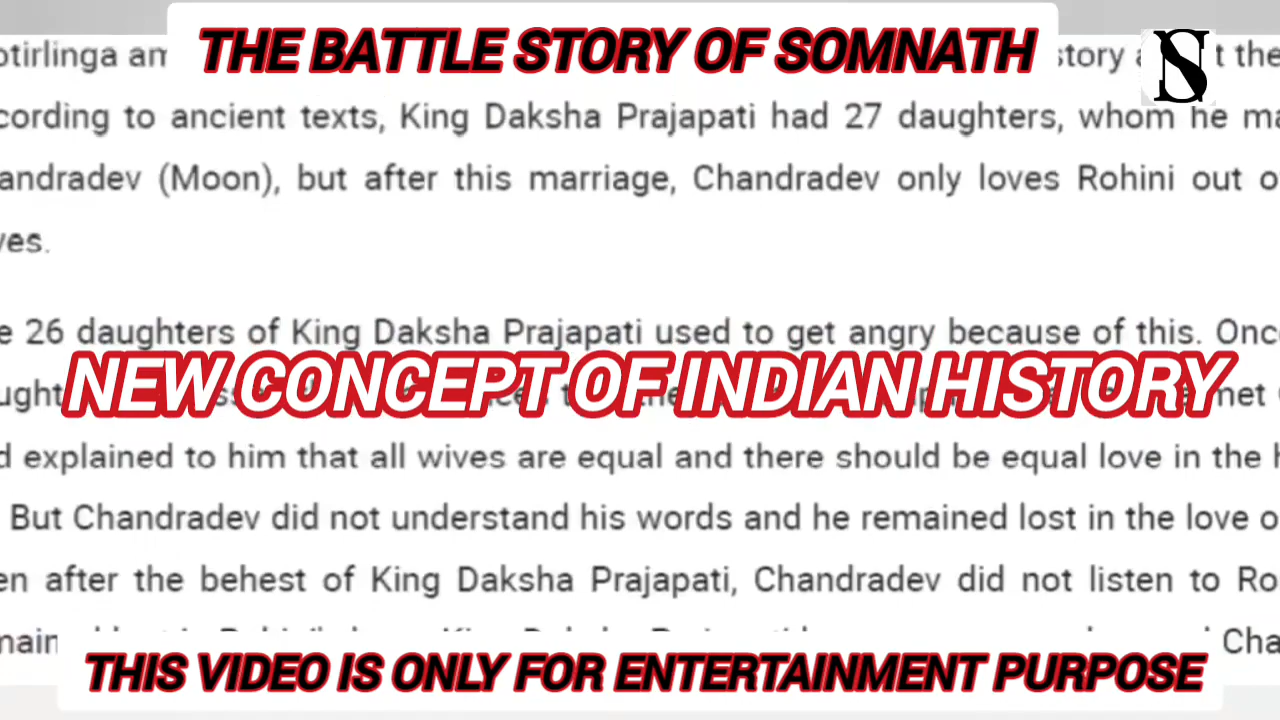 THE BATTLE STORY OF SOMNATH
otirlinga am
story
t the
NS
cording to ancient texts, King Daksha Prajapati had 27 daughters, whom he ma
andradev (Moon), but after this marriage, Chandradev only loves Rohini out o
ves.
e 26 daughters of King Daksha Prajapati used to get angry because of this. Onc
NEW CONCEPT OF INDIAN HISTORY
d explained to him that all wives are equal and there should be equal love in the h
But Chandradev did not understand his words and he remained lost in the love o
en after the behest of King Daksha Prajapati, Chandradev did not listen to Ro
main
Cha
THIS VIDEO IS ONLY FOR ENTERTAINMENT PURPOSE